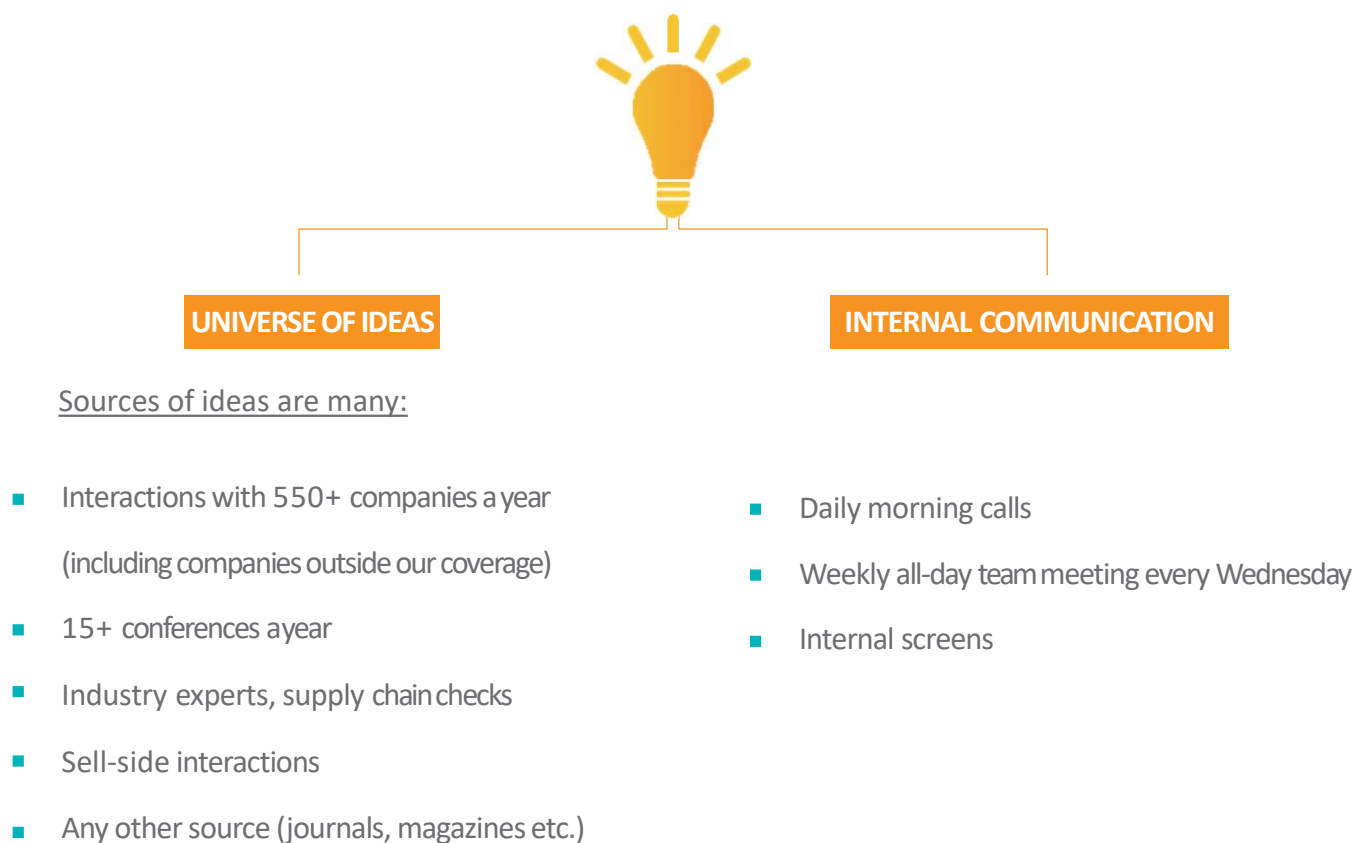 UNIVERSE OF IDEAS
Sources of ideas are many:
Interactions with 550+ companies a year
(including companies outside our coverage)
15+ conferences ayear
Industry experts, supply chain checks
Sell-side interactions
Any other source (journals, magazines etc.)
INTERNAL COMMUNICATION
Daily morning calls
Weekly all-day team meeting every Wednesday
Internal screens